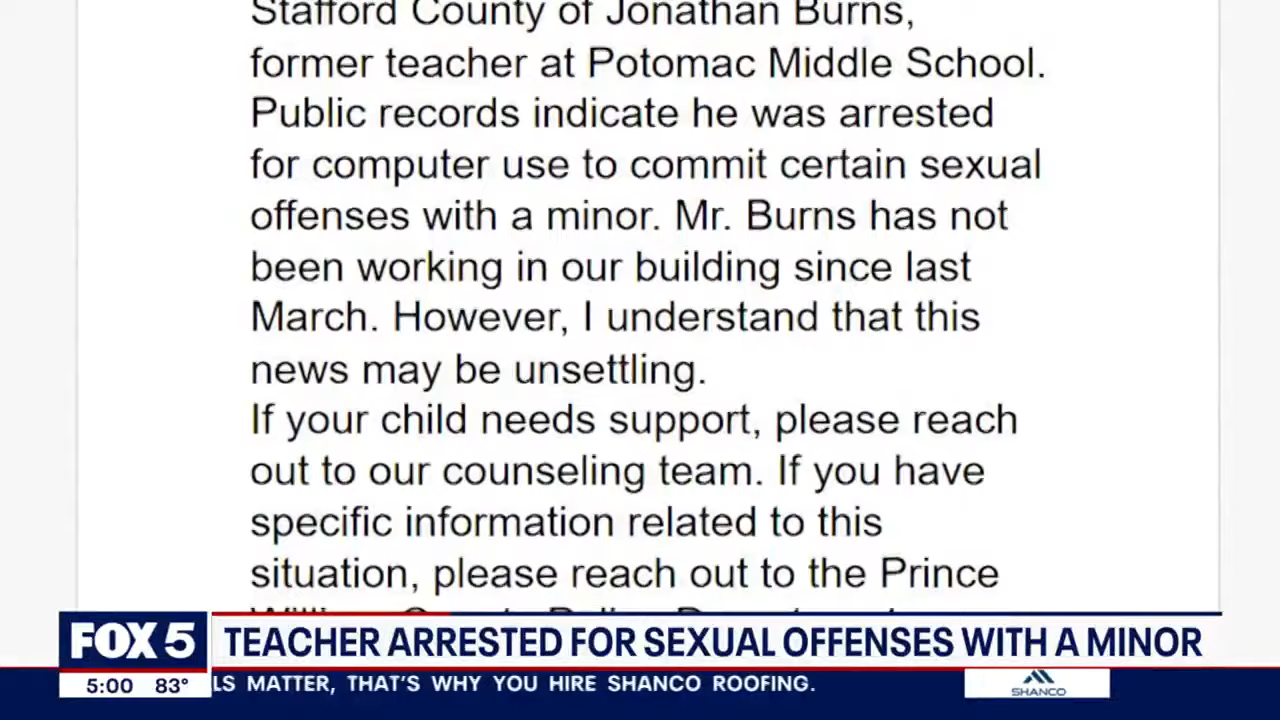 Stafford County of Jonathan Burns,
former teacher at Potomac Middle School.
Public records indicate he was arrested
for computer use to commit certain sexual
offenses with a minor. Mr. Burns has not
been working in our building since last
March. However, I understand that this
news may be unsettling.
If your child needs support, please reach
out to our counseling team. If you have
specific information related to this
situation, please reach out to the Prince
FOX 5 TEACHER ARRESTED FOR SEXUAL OFFENSES WITH A MINOR
5:00 83° LS MATTER, THAT'S WHY YOU HIRE SHANCO ROOFING. SHANCO